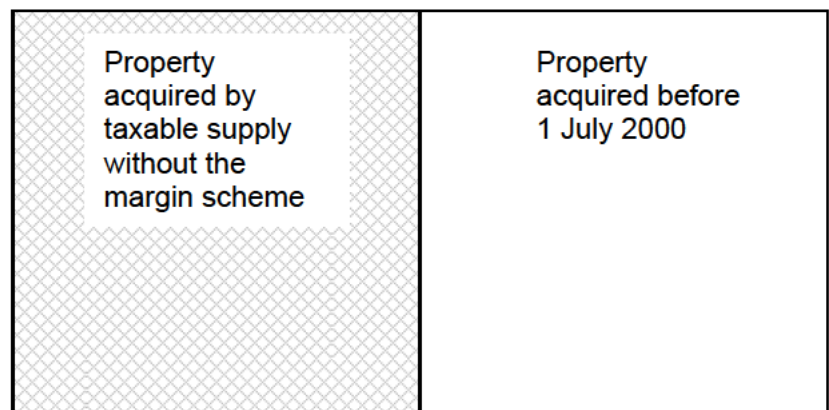 Property
acquired by
taxable supply
without the
margin scheme
Property
acquired before
1 July 2000